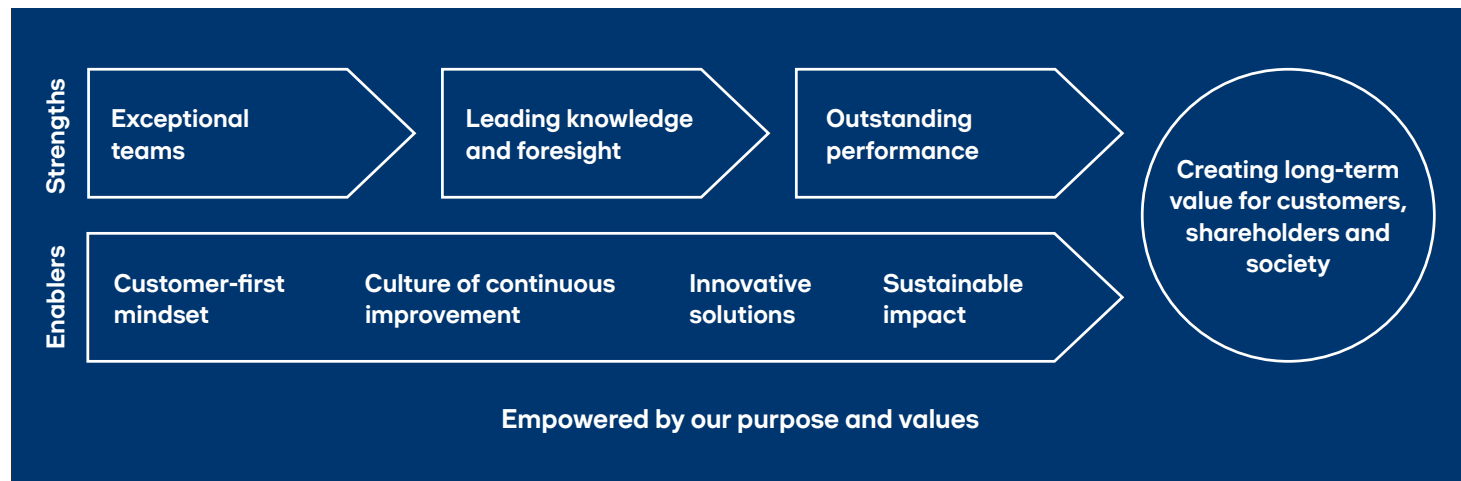 Strengths
Exceptional
teams
Leading knowledge
and foresight
Outstanding
performance
Enablers
Customer-first
mindset
Culture of continuous
improvement
Innovative
solutions
Sustainable
impact
Creating long-term
value for customers,
shareholders and
society
Empowered by our purpose and values